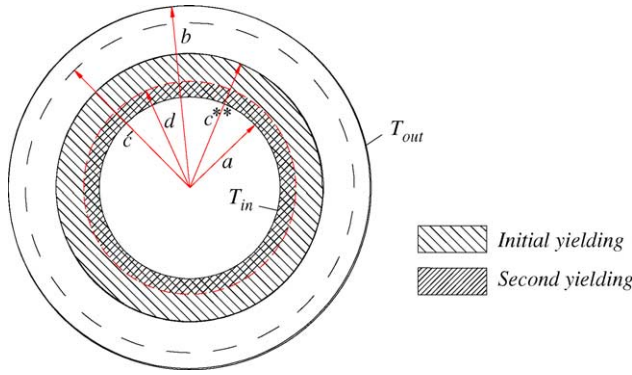 b
c**
d
ċ
a
T_out
T_in
Initial yielding
Second yielding